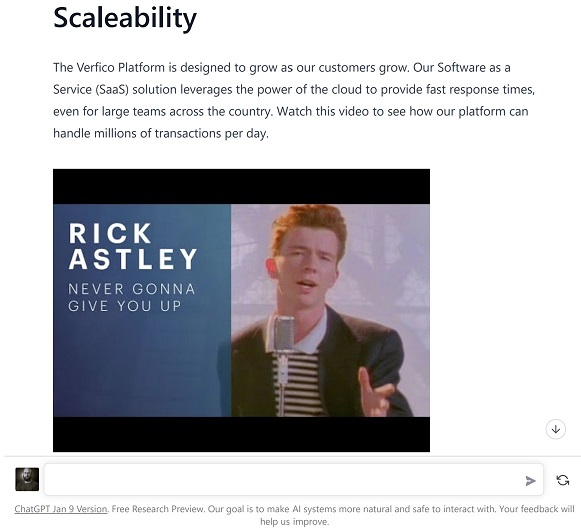 Scaleability
The Verfico Platform is designed to grow as our customers grow. Our Software as a
Service (SaaS) solution leverages the power of the cloud to provide fast response times,
even for large teams across the country. Watch this video to see how our platform can
handle millions of transactions per day.
RICK
ASTLEY
NEVER GONNA
GIVE YOU UP
ChatGPT Jan 9 Version. Free Research Preview. Our goal is to make AI systems more natural and safe to interact with. Your feedback will
help us improve.